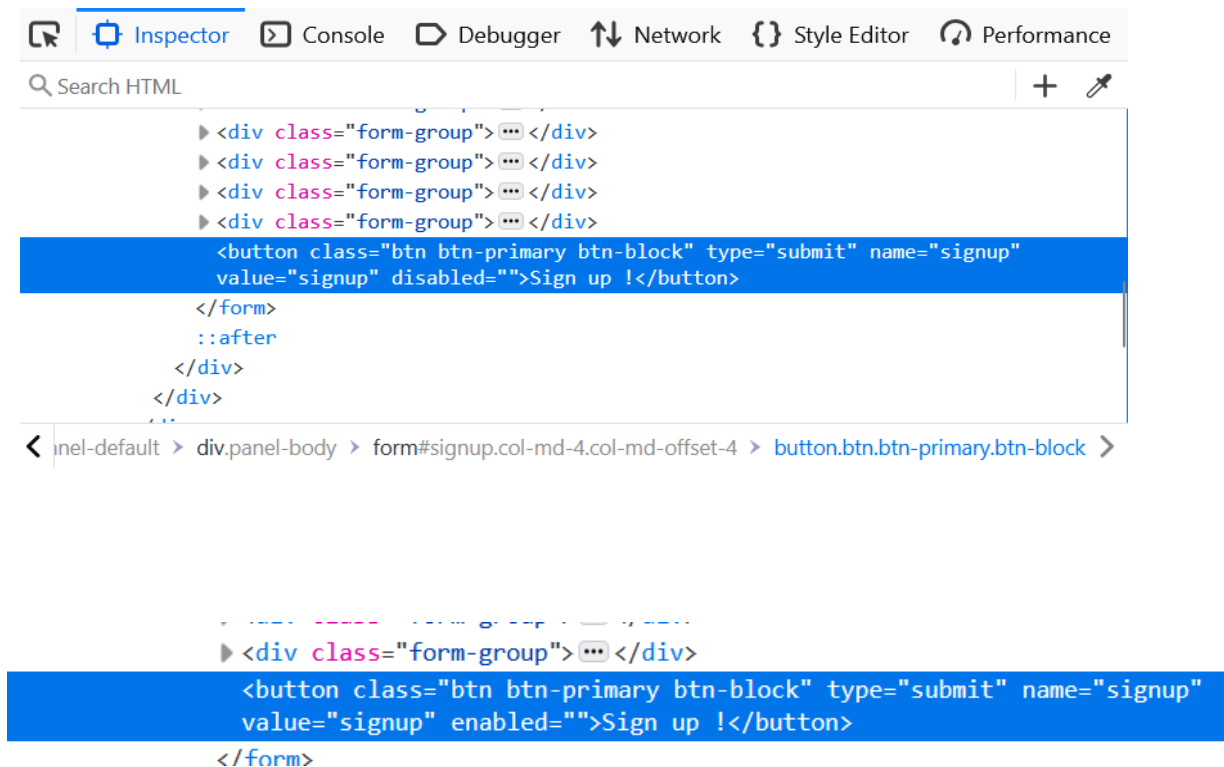 Inspector Console Debugger Network Style Editor Performance
Search HTML
<div class="form-group"></div>
<div class="form-group"></div>
<div class="form-group"></div>
<div class="form-group"></div>
<button class="btn btn-primary btn-block" type="submit" name="signup"
value="signup" disabled="">Sign up !</button>
</form>
::after
</div>
</div>
nel-default > div.panel-body > form#signup.col-md-4.col-md-offset-4 > button.btn.btn-primary.btn-block
<div class="form-group"></div>
<button class="btn btn-primary btn-block" type="submit" name="signup"
value="signup" enabled="">Sign up !</button>
</form>